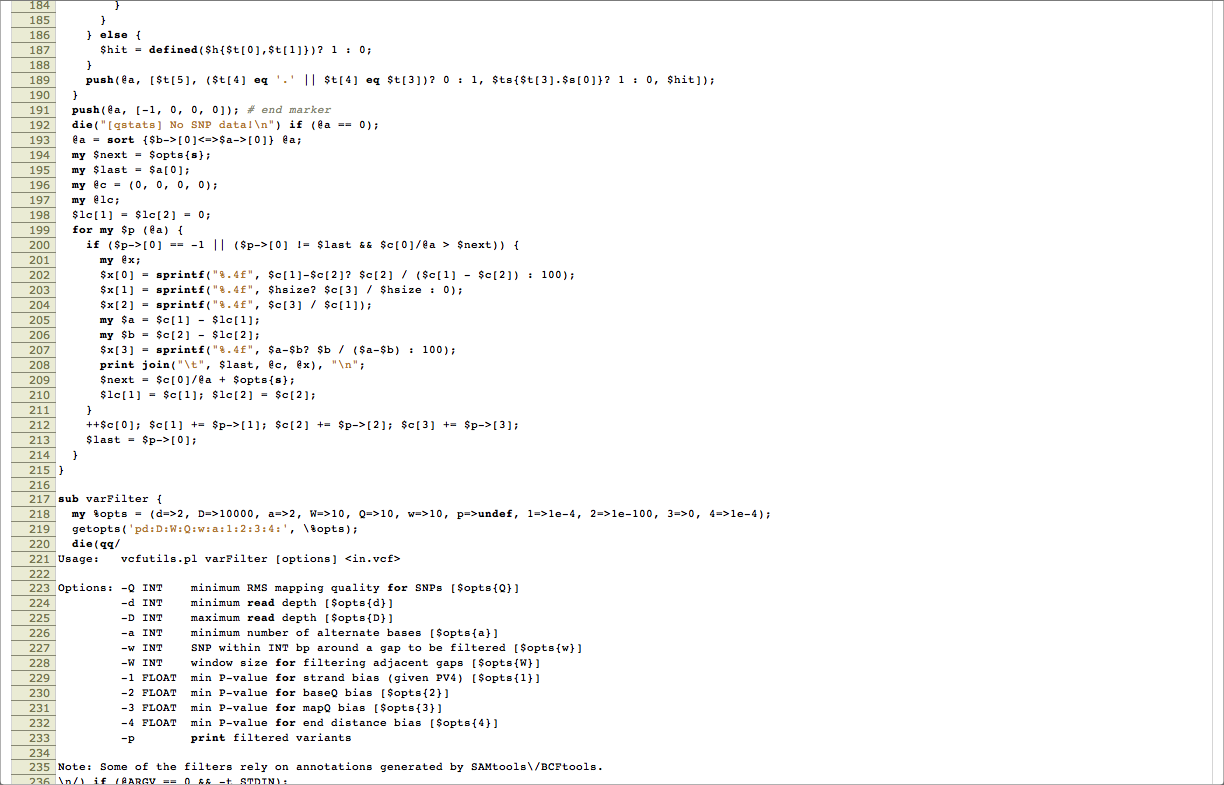 184         }
185       }
186     } else {
187       $hit = defined($h{$t[0],$t[1]})? 1 : 0;
188     }
189     push(@a, [$t[5], ($t[4] eq '.' || $t[4] eq $t[3])? 0 : 1, $ts{$t[3].$s[0]}? 1 : 0, $hit]);
190   }
191   push(@a, [-1, 0, 0, 0]); # end marker
192   die("[qstats] No SNP data!\n") if (@a == 0);
193   @a = sort {$b->[0]<=>$a->[0]} @a;
194   my $next = $opts{s};
195   my $last = $a[0];
196   my @c = (0, 0, 0, 0);
197   my @lc;
198   $lc[1] = $lc[2] = 0;
199   for my $p (@a) {
200     if ($p->[0] == -1 || ($p->[0] != $last && $c[0]/@a > $next)) {
201       my @x;
202       $x[0] = sprintf("%.4f", $c[1]-$c[2]? $c[2] / ($c[1] - $c[2]) : 100);
203       $x[1] = sprintf("%.4f", $hsize? $c[3] / $hsize : 0);
204       $x[2] = sprintf("%.4f", $c[3] / $c[1]);
205       my $a = $c[1] - $lc[1];
206       my $b = $c[2] - $lc[2];
207       $x[3] = sprintf("%.4f", $a-$b? $b / ($a-$b) : 100);
208       print join("\t", $last, @c, @x), "\n";
209       $next = $c[0]/@a + $opts{s};
210       $lc[1] = $c[1]; $lc[2] = $c[2];
211     }
212     ++$c[0]; $c[1] += $p->[1]; $c[2] += $p->[2]; $c[3] += $p->[3];
213     $last = $p->[0];
214   }
215 }
216
217 sub varFilter {
218   my %opts = (d=>2, D=>10000, a=>2, W=>10, Q=>10, w=>10, p=>undef, 1=>1e-4, 2=>1e-100, 3=>0, 4=>1e-4);
219   getopts('pd:D:W:Q:w:a:1:2:3:4:', \%opts);
220   die(qq/
221 Usage:   vcfutils.pl varFilter [options] <in.vcf>
222
223 Options: -Q INT    minimum RMS mapping quality for SNPs [$opts{Q}]
224          -d INT    minimum read depth [$opts{d}]
225          -D INT    maximum read depth [$opts{D}]
226          -a INT    minimum number of alternate bases [$opts{a}]
227          -w INT    SNP within INT bp around a gap to be filtered [$opts{w}]
228          -W INT    window size for filtering adjacent gaps [$opts{W}]
229          -1 FLOAT  min P-value for strand bias (given PV4) [$opts{1}]
230          -2 FLOAT  min P-value for baseQ bias [$opts{2}]
231          -3 FLOAT  min P-value for mapQ bias [$opts{3}]
232          -4 FLOAT  min P-value for end distance bias [$opts{4}]
233          -p        print filtered variants
234
235 Note: Some of the filters rely on annotations generated by SAMtools\/BCFtools.
236 \n/) if (@ARGV == 0 && -t STDIN);